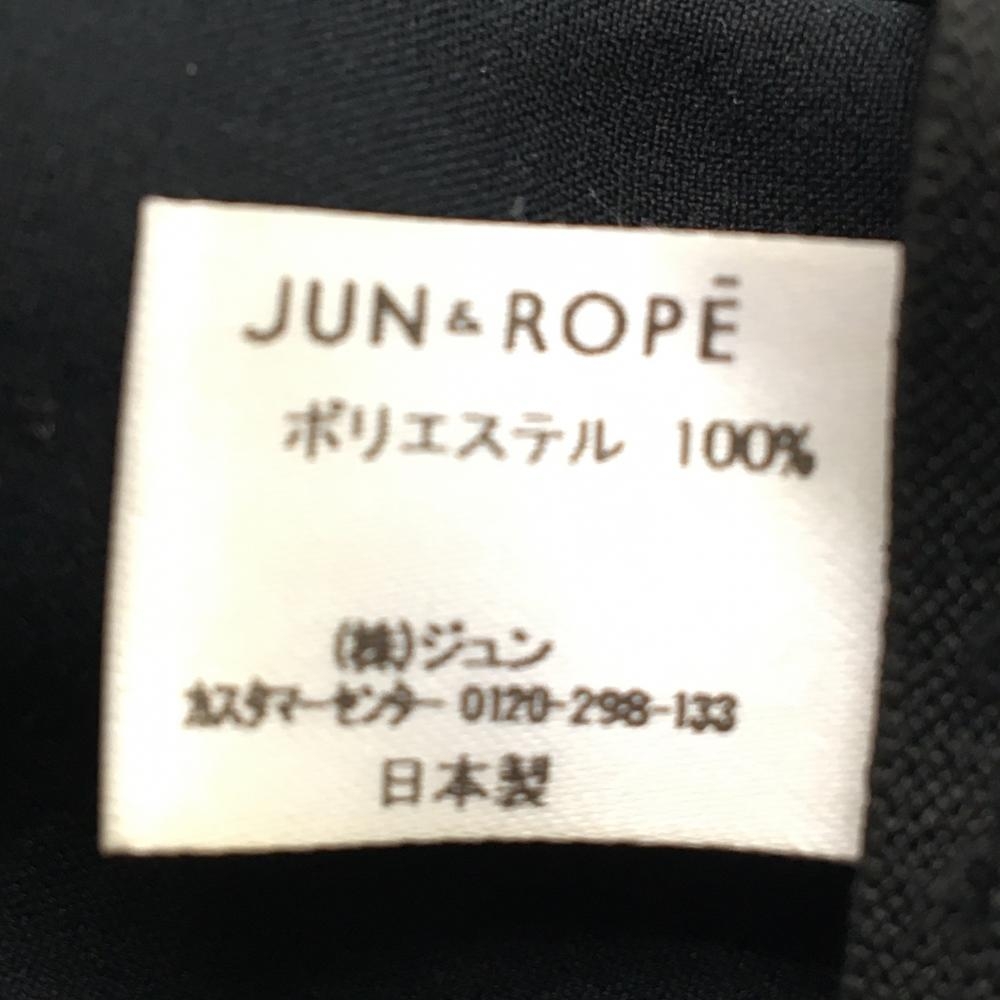 JUN & ROPĒ
ポリエステル 100%
(株)ジュン
カスタマーセンター 0120-298-133
日本製